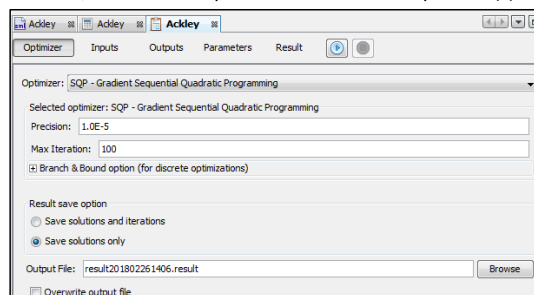 Ackley Ackley Ackley
Optimizer Inputs Outputs Parameters Result
Optimizer: SQP - Gradient Sequential Quadratic Programming
Selected optimizer: SQP - Gradient Sequential Quadratic Programming
Precision: 1.0E-5
Max Iteration: 100
Branch & Bound option (for discrete optimizations)
Result save option
Save solutions and iterations
Save solutions only
Output File: result201802261406.result Browse
Overwrite output file